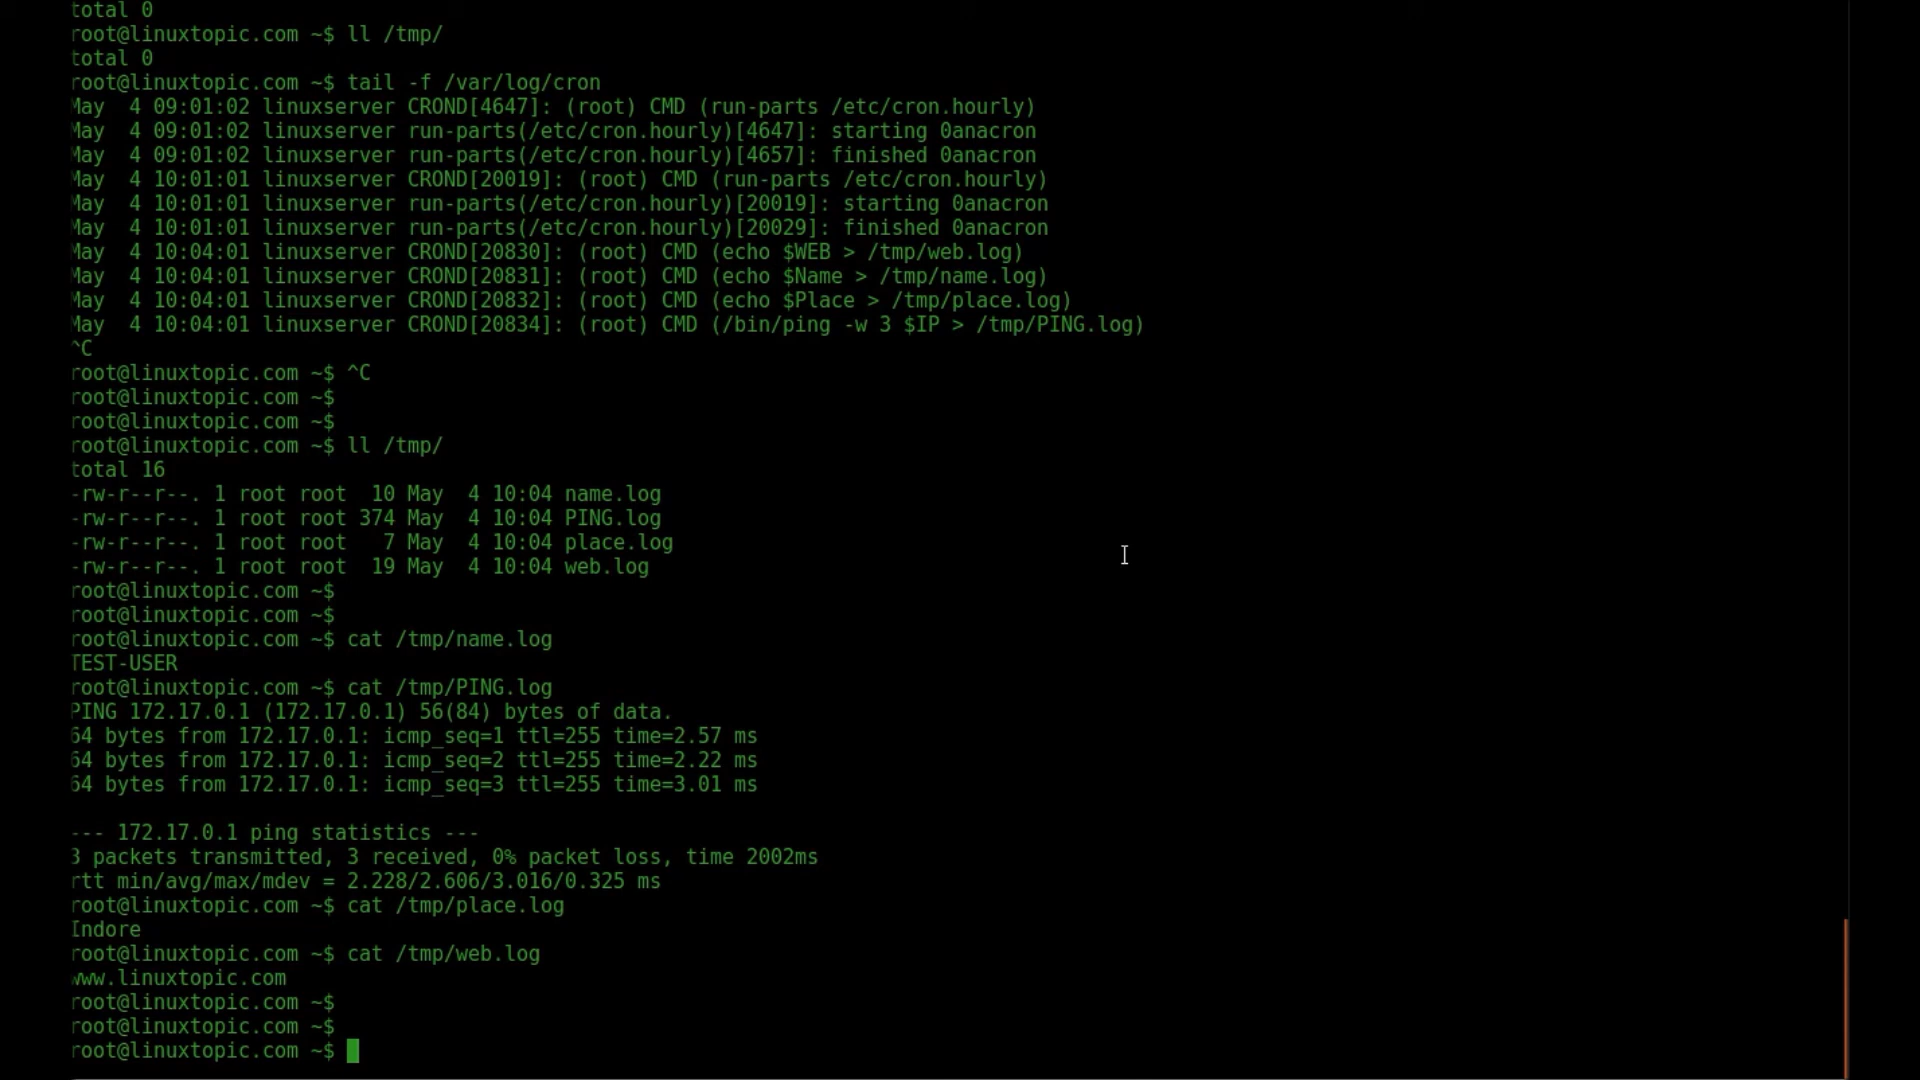 total 0
root@linuxtopic.com ~$ ll /tmp/
total 0
root@linuxtopic.com ~$ tail -f /var/log/cron
May  4 09:01:02 linuxserver CROND[4647]: (root) CMD (run-parts /etc/cron.hourly)
May  4 09:01:02 linuxserver run-parts(/etc/cron.hourly)[4647]: starting 0anacron
May  4 09:01:02 linuxserver run-parts(/etc/cron.hourly)[4657]: finished 0anacron
May  4 10:01:01 linuxserver CROND[20019]: (root) CMD (run-parts /etc/cron.hourly)
May  4 10:01:01 linuxserver run-parts(/etc/cron.hourly)[20019]: starting 0anacron
May  4 10:01:01 linuxserver run-parts(/etc/cron.hourly)[20029]: finished 0anacron
May  4 10:04:01 linuxserver CROND[20830]: (root) CMD (echo $WEB > /tmp/web.log)
May  4 10:04:01 linuxserver CROND[20831]: (root) CMD (echo $Name > /tmp/name.log)
May  4 10:04:01 linuxserver CROND[20832]: (root) CMD (echo $Place > /tmp/place.log)
May  4 10:04:01 linuxserver CROND[20834]: (root) CMD (/bin/ping -w 3 $IP > /tmp/PING.log)
^C
root@linuxtopic.com ~$ ^C
root@linuxtopic.com ~$
root@linuxtopic.com ~$
root@linuxtopic.com ~$ ll /tmp/
total 16
-rw-r--r--. 1 root root  10 May  4 10:04 name.log
-rw-r--r--. 1 root root 374 May  4 10:04 PING.log
-rw-r--r--. 1 root root   7 May  4 10:04 place.log
-rw-r--r--. 1 root root  19 May  4 10:04 web.log
root@linuxtopic.com ~$
root@linuxtopic.com ~$
root@linuxtopic.com ~$ cat /tmp/name.log
TEST-USER
root@linuxtopic.com ~$ cat /tmp/PING.log
PING 172.17.0.1 (172.17.0.1) 56(84) bytes of data.
64 bytes from 172.17.0.1: icmp_seq=1 ttl=255 time=2.57 ms
64 bytes from 172.17.0.1: icmp_seq=2 ttl=255 time=2.22 ms
64 bytes from 172.17.0.1: icmp_seq=3 ttl=255 time=3.01 ms

--- 172.17.0.1 ping statistics ---
3 packets transmitted, 3 received, 0% packet loss, time 2002ms
rtt min/avg/max/mdev = 2.228/2.606/3.016/0.325 ms
root@linuxtopic.com ~$ cat /tmp/place.log
Indore
root@linuxtopic.com ~$ cat /tmp/web.log
www.linuxtopic.com
root@linuxtopic.com ~$
root@linuxtopic.com ~$
root@linuxtopic.com ~$